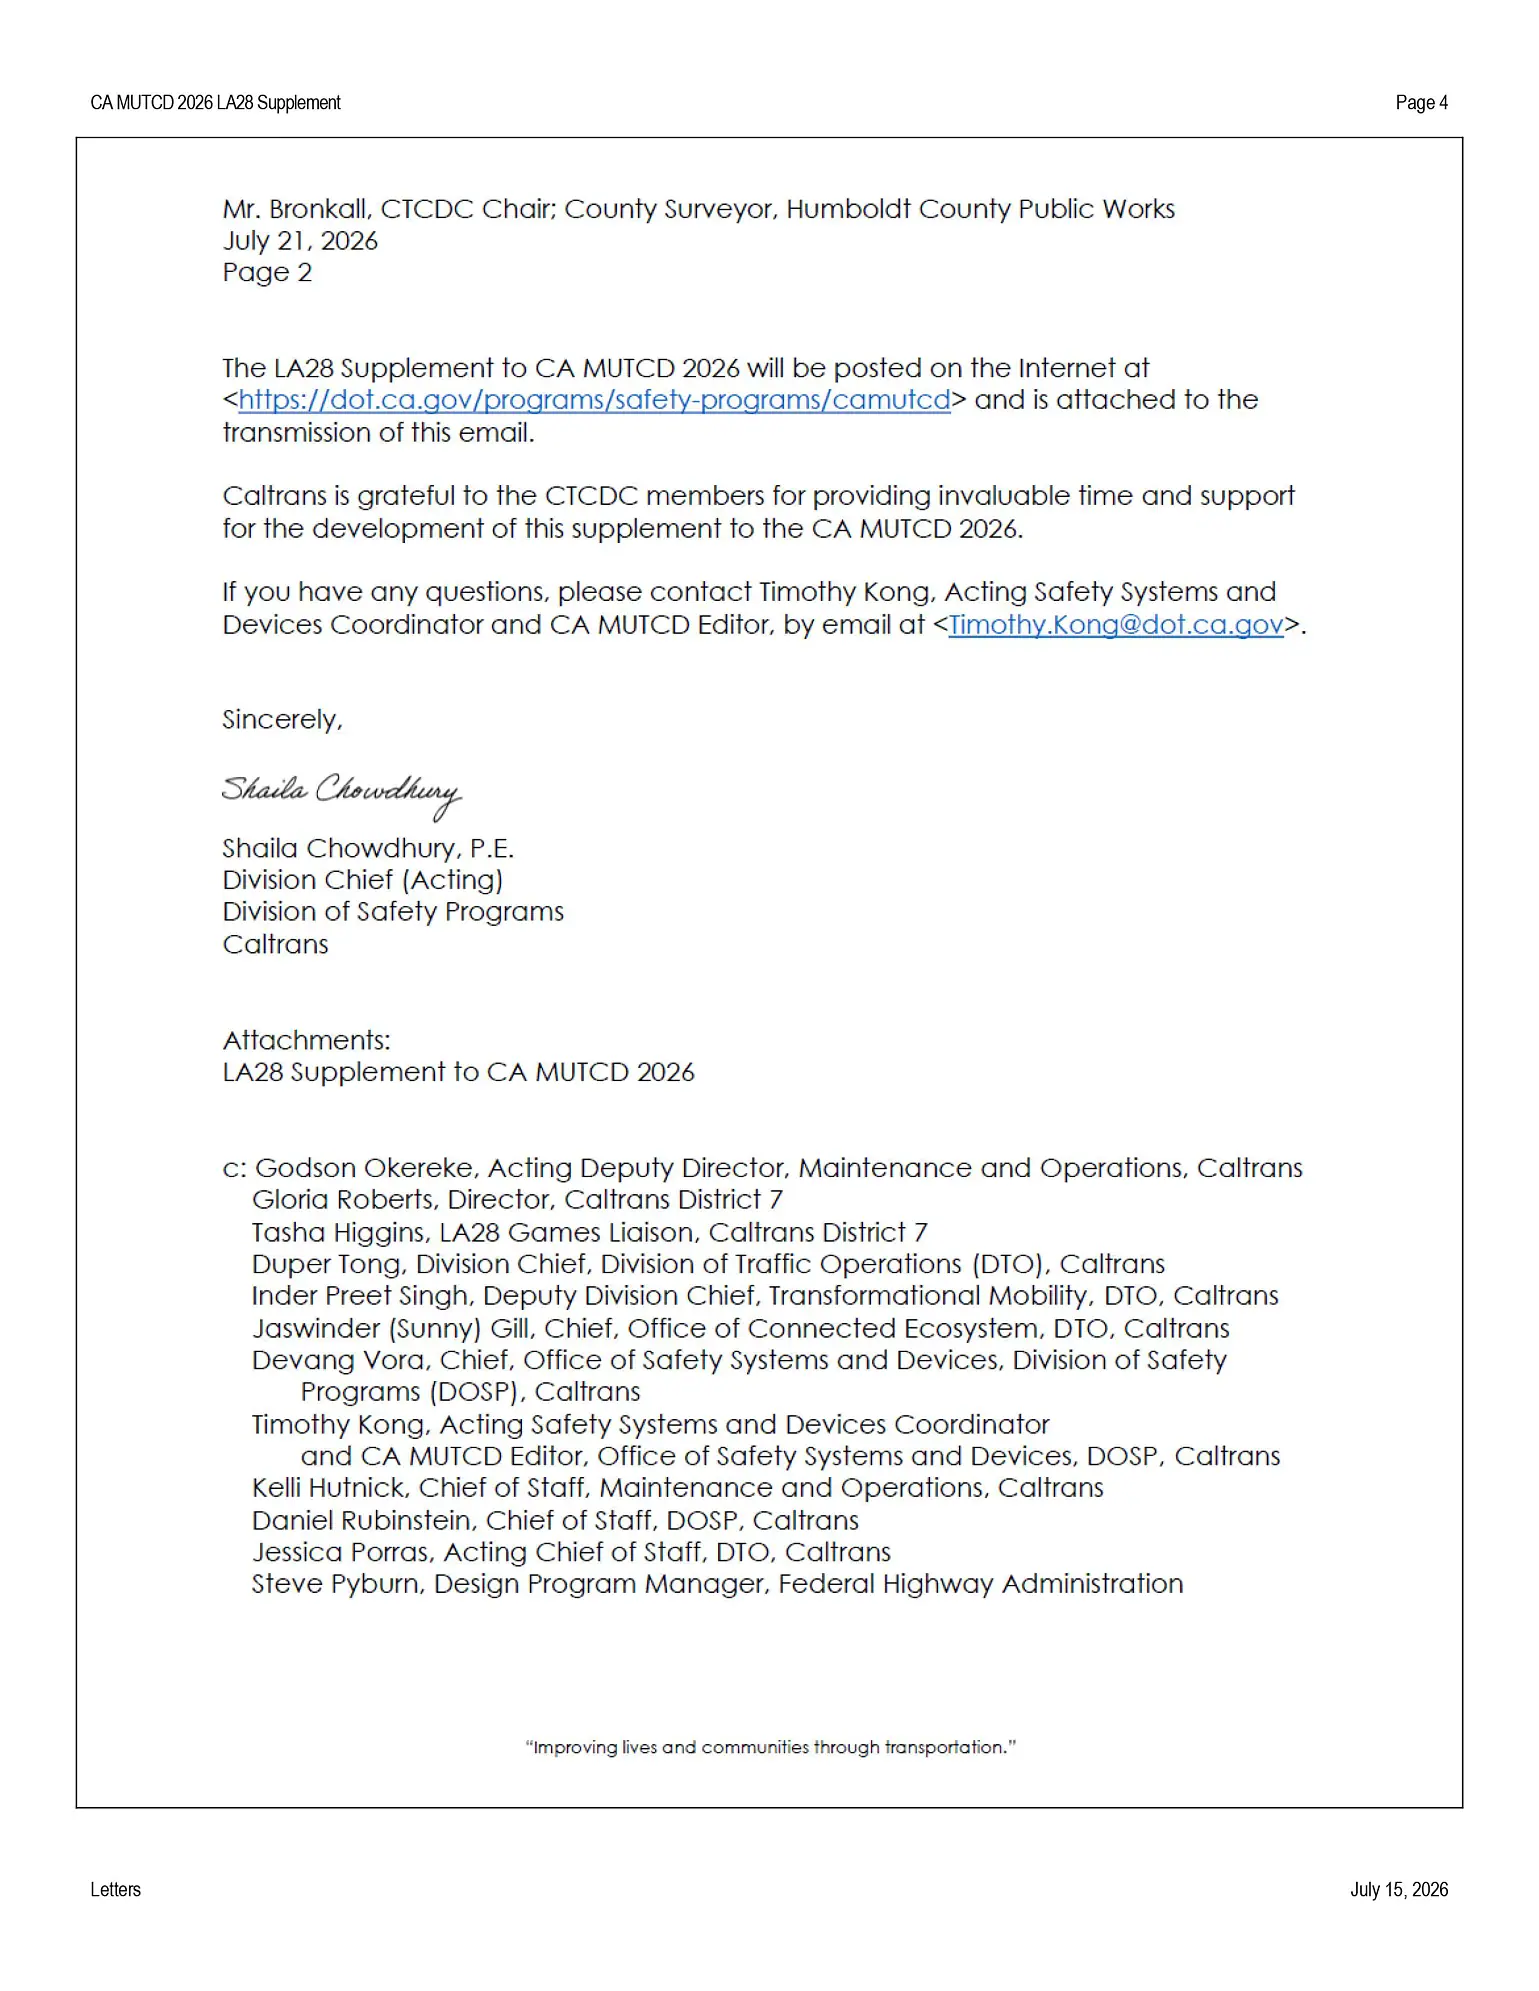 CA MUTCD 2026 LA28 Supplement
Page 4
Mr. Bronkall, CTCDC Chair; County Surveyor, Humboldt County Public Works
July 21, 2026
Page 2
The LA28 Supplement to CA MUTCD 2026 will be posted on the Internet at
<https://dot.ca.gov/programs/safety-programs/camutcd> and is attached to the
transmission of this email.
Caltrans is grateful to the CTCDC members for providing invaluable time and support
for the development of this supplement to the CA MUTCD 2026.
If you have any questions, please contact Timothy Kong, Acting Safety Systems and
Devices Coordinator and CA MUTCD Editor, by email at <Timothy.Kong@dot.ca.gov>.
Sincerely,
Shaila Chowdhury
Shaila Chowdhury, P.E.
Division Chief (Acting)
Division of Safety Programs
Caltrans
Attachments:
LA28 Supplement to CA MUTCD 2026
c: Godson Okereke, Acting Deputy Director, Maintenance and Operations, Caltrans
Gloria Roberts, Director, Caltrans District 7
Tasha Higgins, LA28 Games Liaison, Caltrans District 7
Duper Tong, Division Chief, Division of Traffic Operations (DTO), Caltrans
Inder Preet Singh, Deputy Division Chief, Transformational Mobility, DTO, Caltrans
Jaswinder (Sunny) Gill, Chief, Office of Connected Ecosystem, DTO, Caltrans
Devang Vora, Chief, Office of Safety Systems and Devices, Division of Safety
Programs (DOSP), Caltrans
Timothy Kong, Acting Safety Systems and Devices Coordinator
and CA MUTCD Editor, Office of Safety Systems and Devices, DOSP, Caltrans
Kelli Hutnick, Chief of Staff, Maintenance and Operations, Caltrans
Daniel Rubinstein, Chief of Staff, DOSP, Caltrans
Jessica Porras, Acting Chief of Staff, DTO, Caltrans
Steve Pyburn, Design Program Manager, Federal Highway Administration
“Improving lives and communities through transportation.”
Letters
July 15, 2026